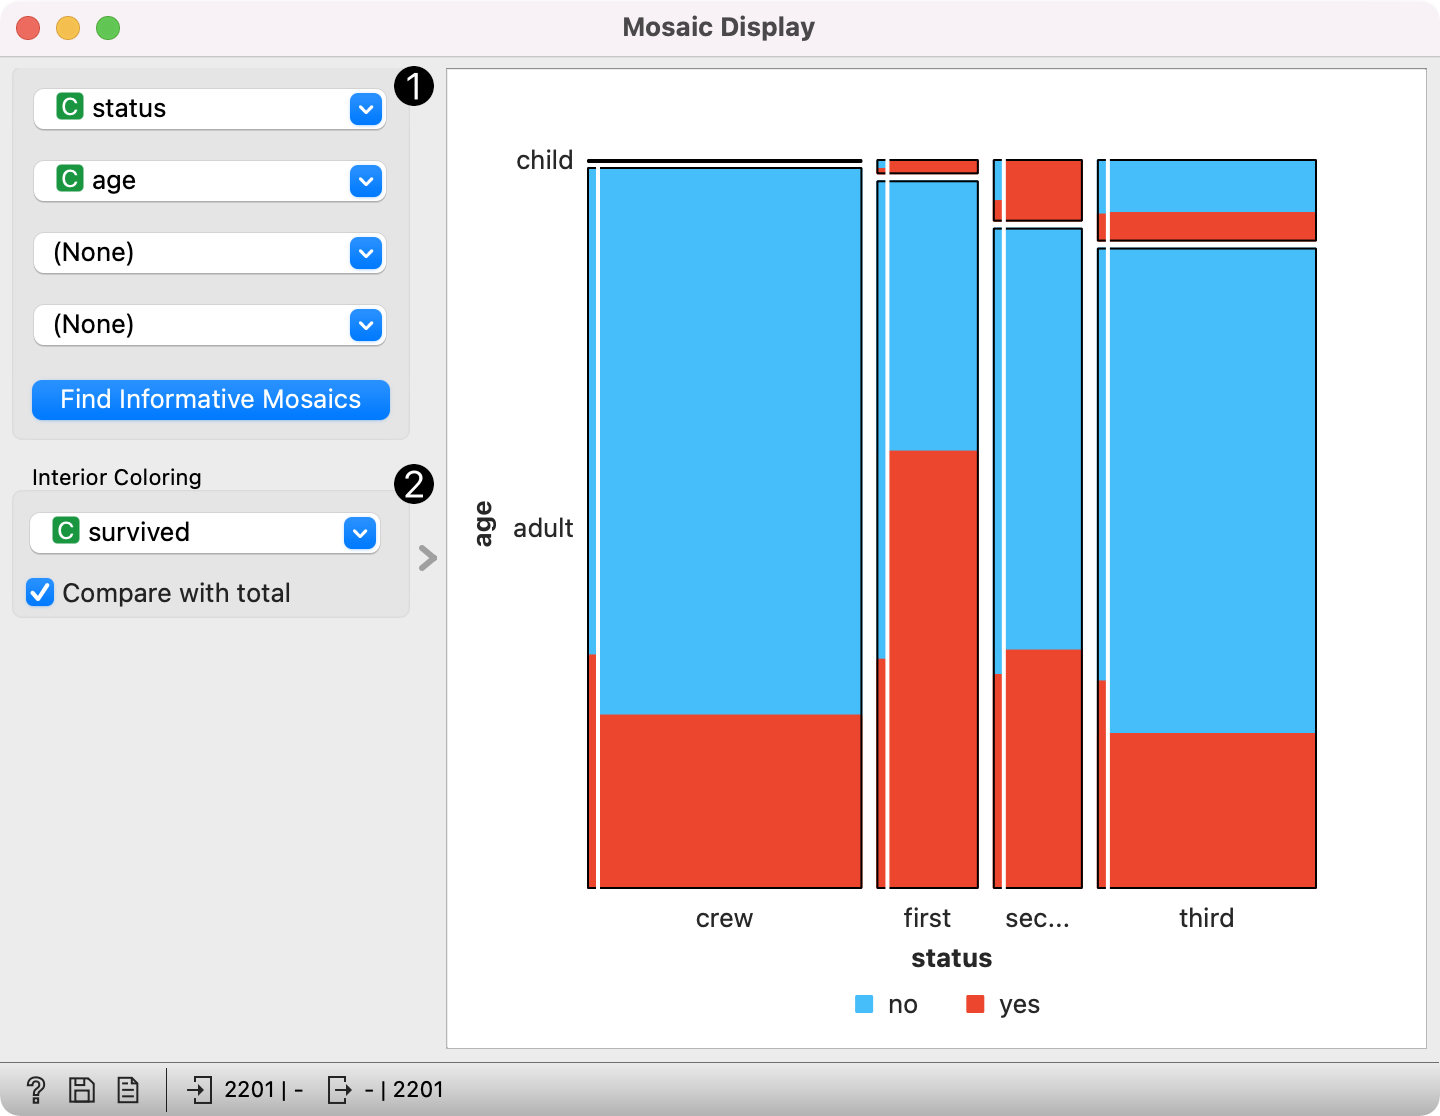 Mosaic Display
1
C status
C age
(None)
(None)
Find Informative Mosaics
Interior Coloring
2
C survived
Compare with total
child
age
adult
crew
first
sec...
third
status
no
yes
? 2201 | - - | 2201